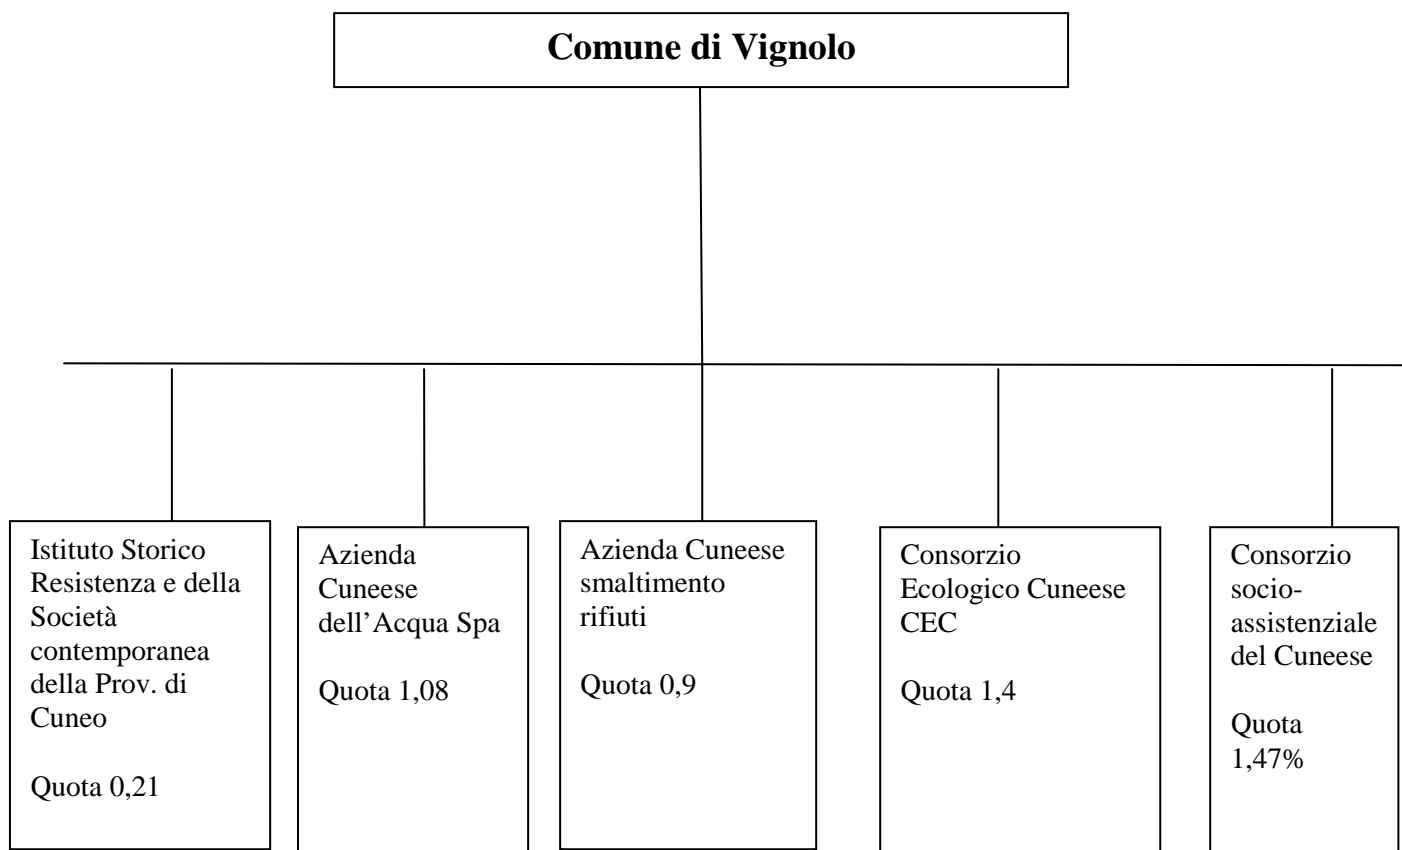 Comune di Vignolo
Istituto Storico
Resistenza e della
Società
contemporanea
della Prov. di
Cuneo
Quota 0,21
Azienda
Cuneese
dell’Acqua Spa
Quota 1,08
Azienda Cuneese
smaltimento
rifiuti
Quota 0,9
Consorzio
Ecologico Cuneese
CEC
Quota 1,4
Consorzio
socio-
assistenziale
del Cuneese
Quota
1,47%